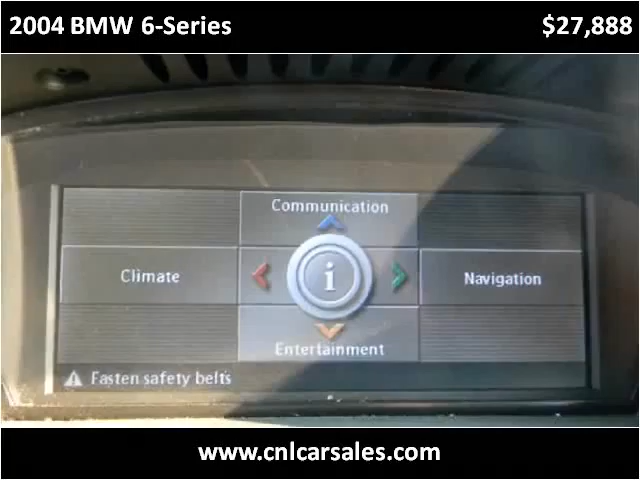 2004 BMW 6-Series $27,888
Communication
Climate
i
Navigation
Entertainment
Fasten safety belts
www.cnlcarsales.com